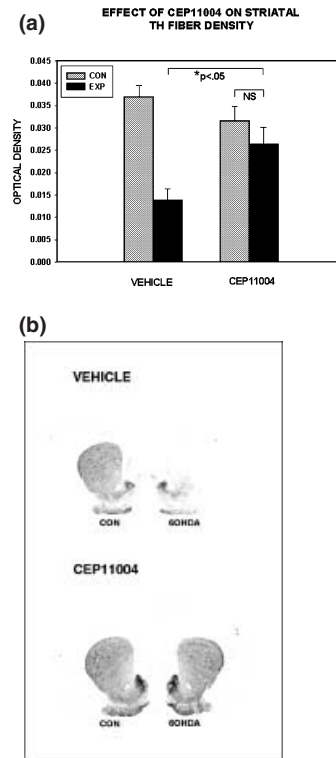 (a)
EFFECT OF CEP11004 ON STRIATAL
TH FIBER DENSITY
0.045
0.040
0.035
0.030
0.025
0.020
0.015
0.010
0.005
0.000
OPTICAL DENSITY
CON
EXP
*p<.05
NS
VEHICLE
CEP11004
(b)
VEHICLE
CON
6OHDA
CEP11004
CON
6OHDA